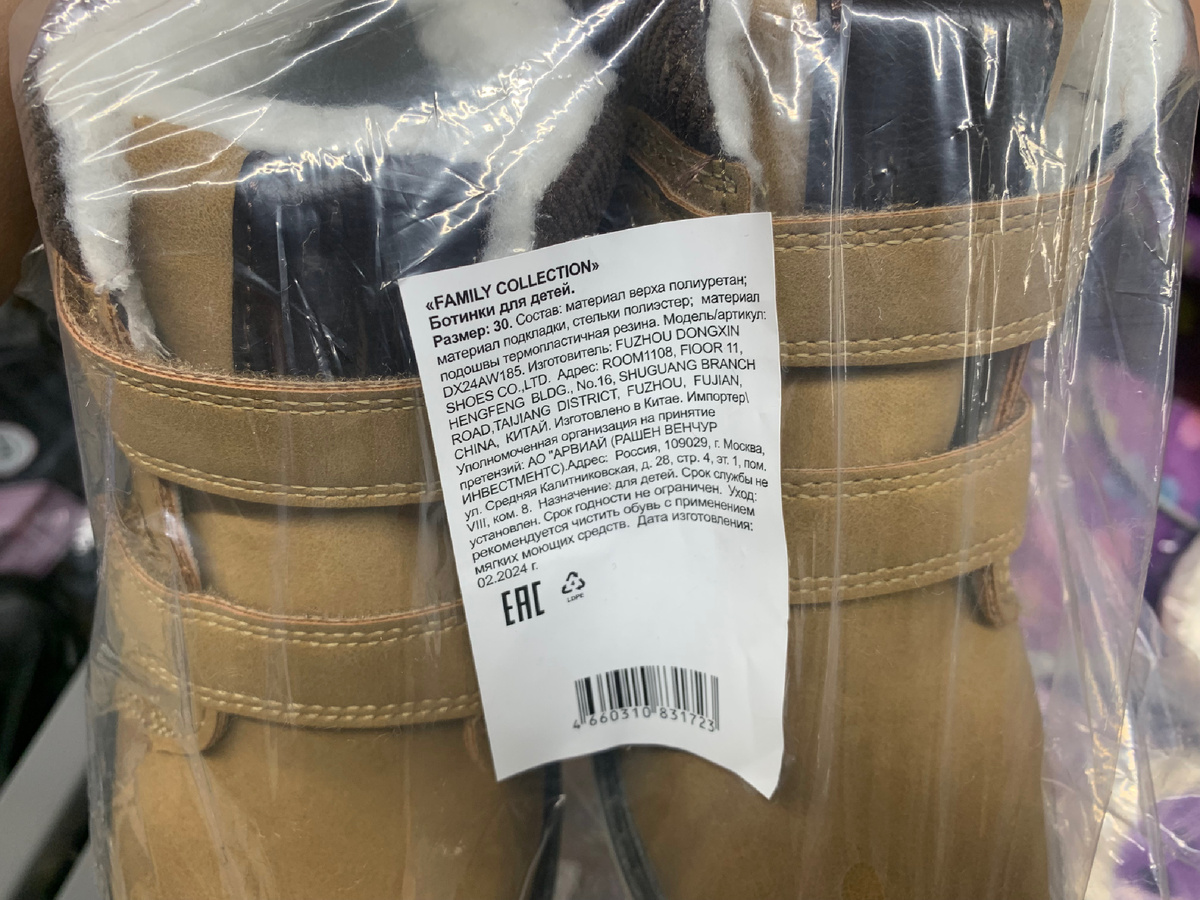 «FAMILY COLLECTION»
Ботинки для детей.
Размер: 30. Состав: материал верха полиуретан;
материал подкладки, стельки полиэстер; материал
подошвы термопластичная резина. Модель/артикул:
DX24AW185. Изготовитель: FUZHOU DONGXIN
SHOES CO.,LTD. Адрес: ROOM1108, FlOOR 11,
HENGFENG BLDG., No.16, SHUGUANG BRANCH
ROAD,TAIJIANG DISTRICT, FUZHOU, FUJIAN,
CHINA, КИТАЙ. Изготовлено в Китае. Импортер\
Уполномоченная организация на принятие
претензий: АО "АРВИАЙ (РАШЕН ВЕНЧУР
ИНВЕСТМЕНТС).Адрес: Россия, 109029, г. Москва,
ул. Средняя Калитниковская, д. 28, стр. 4, эт. 1, пом.
VIII, ком. 8. Назначение: для детей. Срок службы не
установлен. Срок годности не ограничен. Уход:
рекомендуется чистить обувь с применением
мягких моющих средств. Дата изготовления:
02.2024 г.
EAC
LDPE
4 660310 831723